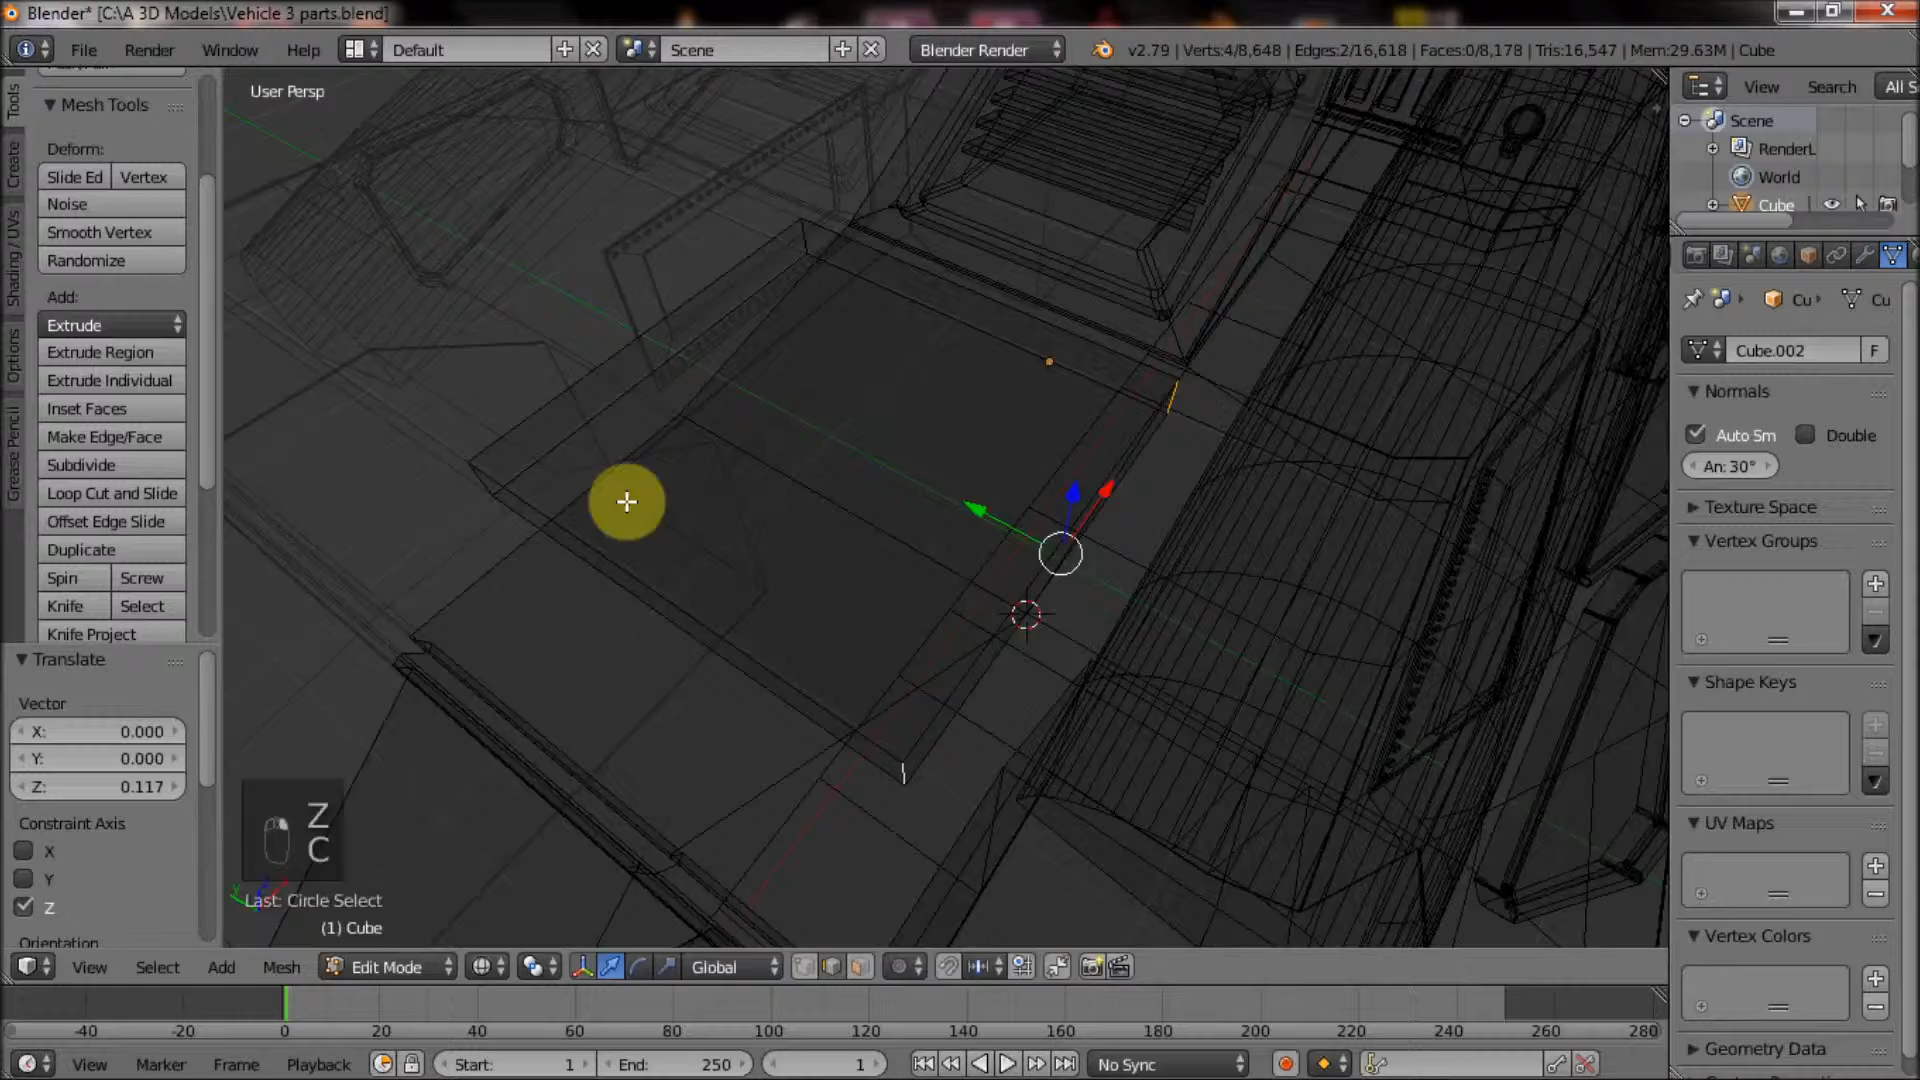 Blender* [C:\A 3D Models\Vehicle 3 parts.blend]
File Render Window Help Default Scene Blender Render v2.79 | Verts:4/8,648 | Edges:2/16,618 | Faces:0/8,178 | Tris:16,547 | Mem:29.63M | Cube
User Persp
Tools
Create
Shading / UVs
Options
Grease Pencil
Mesh Tools
Deform:
Slide Ed Vertex
Noise
Smooth Vertex
Randomize
Add:
Extrude
Extrude Region
Extrude Individual
Inset Faces
Make Edge/Face
Subdivide
Loop Cut and Slide
Offset Edge Slide
Duplicate
Spin Screw
Knife Select
Knife Project
Translate
Vector
X: 0.000
Y: 0.000
Z: 0.117
Constraint Axis
X
Y
Z
Orientation
Z
C
Last: Circle Select
(1) Cube
View Search All S
Scene
RenderL
World
Cube
Cu Cu
Cube.002 F
Normals
Auto Sm Double
An: 30°
Texture Space
Vertex Groups
Shape Keys
UV Maps
Vertex Colors
Geometry Data
View Select Add Mesh Edit Mode Global
-40 -20 0 20 40 60 80 100 120 140 160 180 200 220 240 260 280
View Marker Frame Playback Start: 1 End: 250 1 No Sync